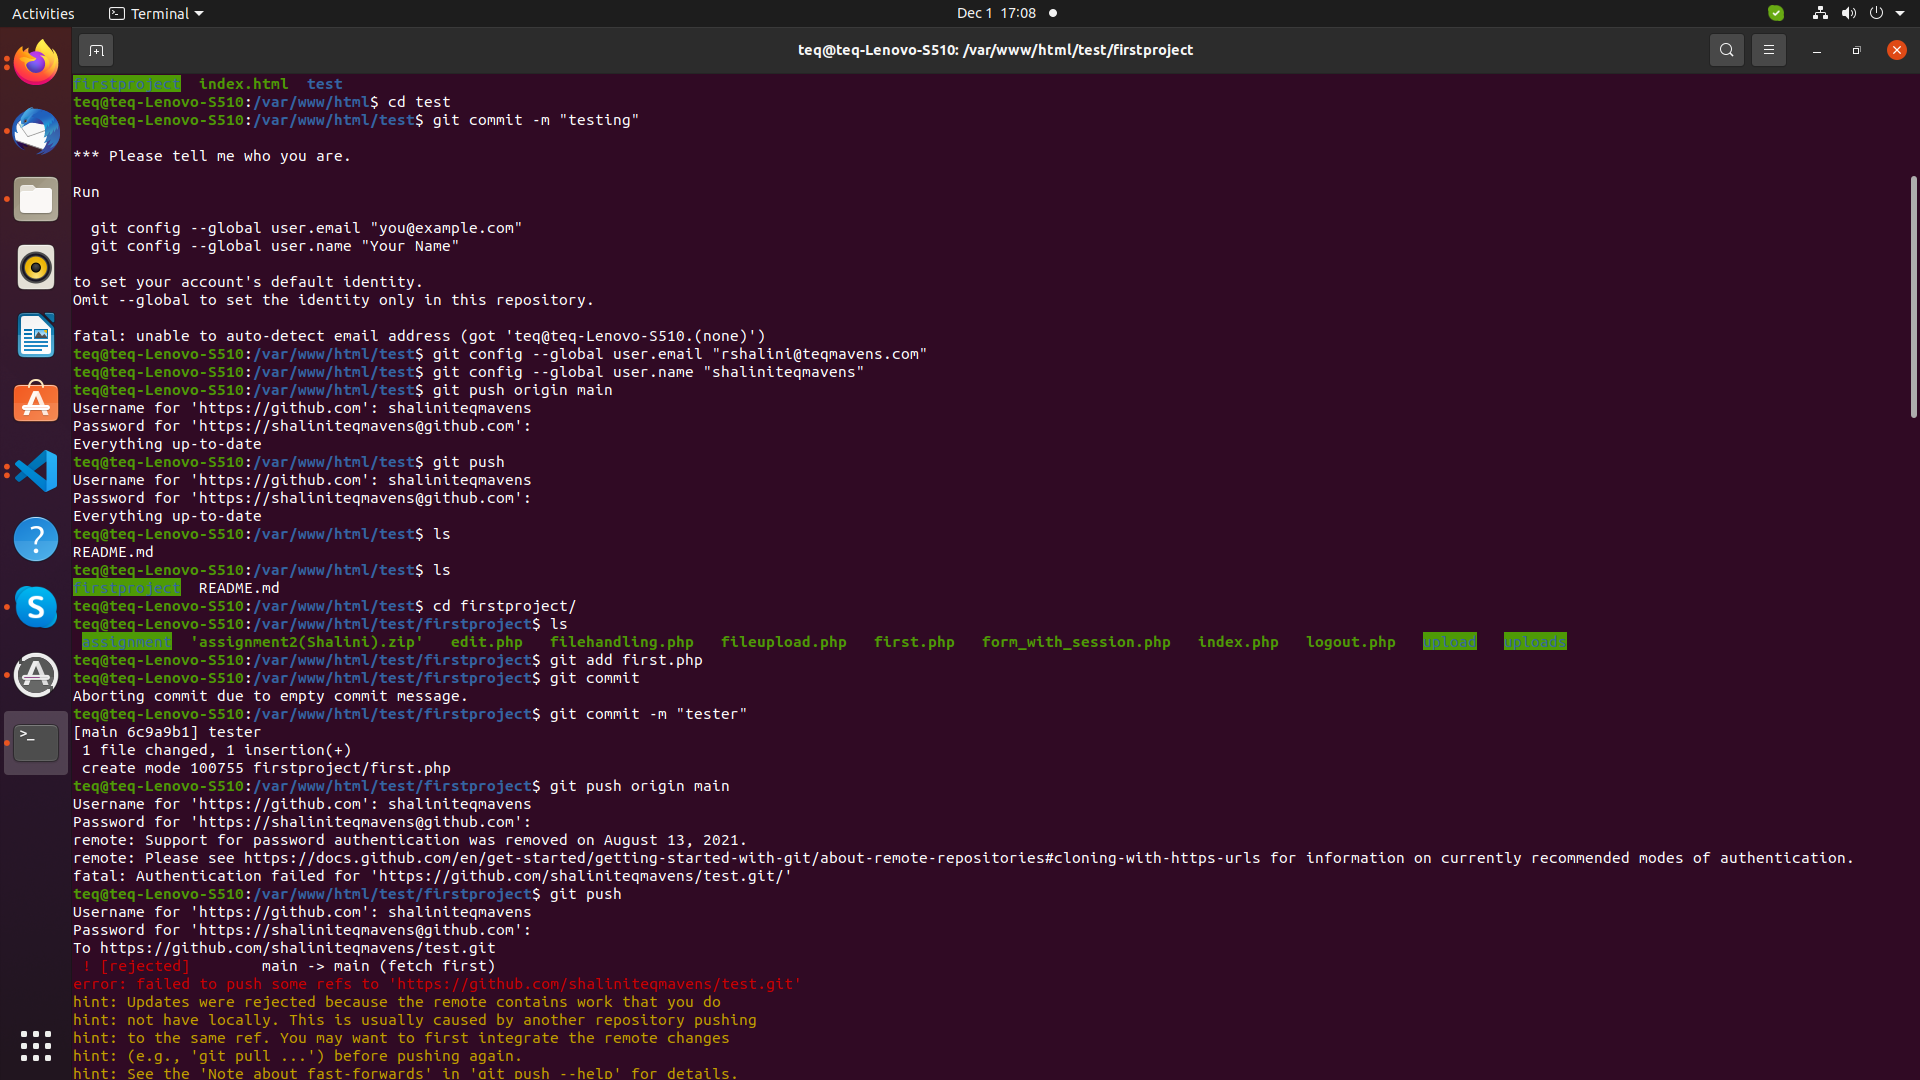 Activities Terminal Dec 1 17:08
teq@teq-Lenovo-S510: /var/www/html/test/firstproject
firstproject index.html test
teq@teq-Lenovo-S510:/var/www/html$ cd test
teq@teq-Lenovo-S510:/var/www/html/test$ git commit -m "testing"
*** Please tell me who you are.
Run
git config --global user.email "you@example.com"
git config --global user.name "Your Name"
to set your account's default identity.
Omit --global to set the identity only in this repository.
fatal: unable to auto-detect email address (got 'teq@teq-Lenovo-S510.(none)')
teq@teq-Lenovo-S510:/var/www/html/test$ git config --global user.email "rshalini@teqmavens.com"
teq@teq-Lenovo-S510:/var/www/html/test$ git config --global user.name "shaliniteqmavens"
teq@teq-Lenovo-S510:/var/www/html/test$ git push origin main
Username for 'https://github.com': shaliniteqmavens
Password for 'https://shaliniteqmavens@github.com':
Everything up-to-date
teq@teq-Lenovo-S510:/var/www/html/test$ git push
Username for 'https://github.com': shaliniteqmavens
Password for 'https://shaliniteqmavens@github.com':
Everything up-to-date
teq@teq-Lenovo-S510:/var/www/html/test$ ls
README.md
teq@teq-Lenovo-S510:/var/www/html/test$ ls
firstproject README.md
teq@teq-Lenovo-S510:/var/www/html/test$ cd firstproject/
teq@teq-Lenovo-S510:/var/www/html/test/firstproject$ ls
assignment 'assignment2(Shalini).zip' edit.php filehandling.php fileupload.php first.php form_with_session.php index.php logout.php upload uploads
teq@teq-Lenovo-S510:/var/www/html/test/firstproject$ git add first.php
teq@teq-Lenovo-S510:/var/www/html/test/firstproject$ git commit
Aborting commit due to empty commit message.
teq@teq-Lenovo-S510:/var/www/html/test/firstproject$ git commit -m "tester"
[main 6c9a9b1] tester
1 file changed, 1 insertion(+)
create mode 100755 firstproject/first.php
teq@teq-Lenovo-S510:/var/www/html/test/firstproject$ git push origin main
Username for 'https://github.com': shaliniteqmavens
Password for 'https://shaliniteqmavens@github.com':
remote: Support for password authentication was removed on August 13, 2021.
remote: Please see https://docs.github.com/en/get-started/getting-started-with-git/about-remote-repositories#cloning-with-https-urls for information on currently recommended modes of authentication.
fatal: Authentication failed for 'https://github.com/shaliniteqmavens/test.git/'
teq@teq-Lenovo-S510:/var/www/html/test/firstproject$ git push
Username for 'https://github.com': shaliniteqmavens
Password for 'https://shaliniteqmavens@github.com':
To https://github.com/shaliniteqmavens/test.git
! [rejected] main -> main (fetch first)
error: failed to push some refs to 'https://github.com/shaliniteqmavens/test.git'
hint: Updates were rejected because the remote contains work that you do
hint: not have locally. This is usually caused by another repository pushing
hint: to the same ref. You may want to first integrate the remote changes
hint: (e.g., 'git pull ...') before pushing again.
hint: See the 'Note about fast-forwards' in 'git push --help' for details.